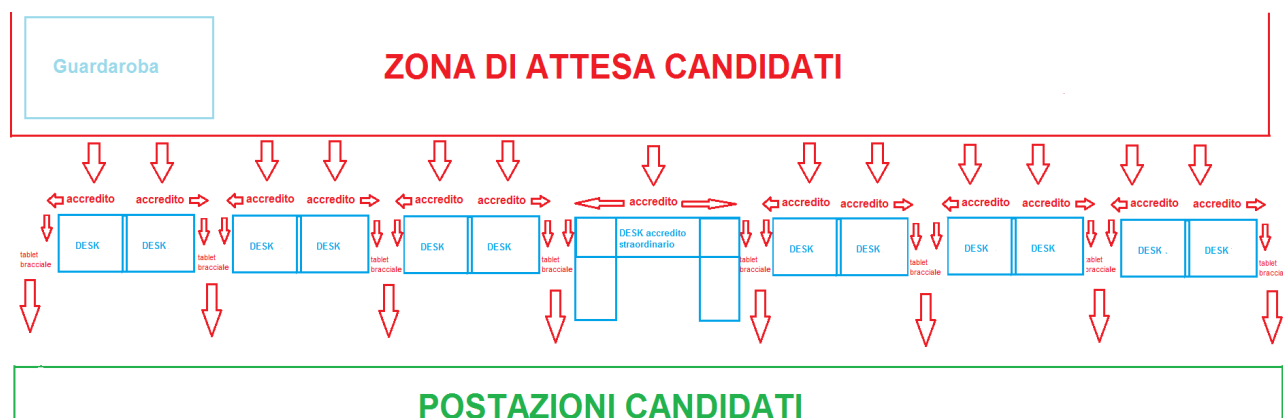 Guardaroba
ZONA DI ATTESA CANDIDATI
accredito accredito accredito accredito accredito accredito accredito accredito accredito accredito accredito accredito accredito
DESK DESK DESK DESK DESK DESK DESK accredito straordinario DESK DESK DESK DESK DESK . DESK
tablet bracciale tablet bracciale tablet bracciale tablet bracciale tablet bracciale tablet bracciale tablet bracciale tablet
POSTAZIONI CANDIDATI